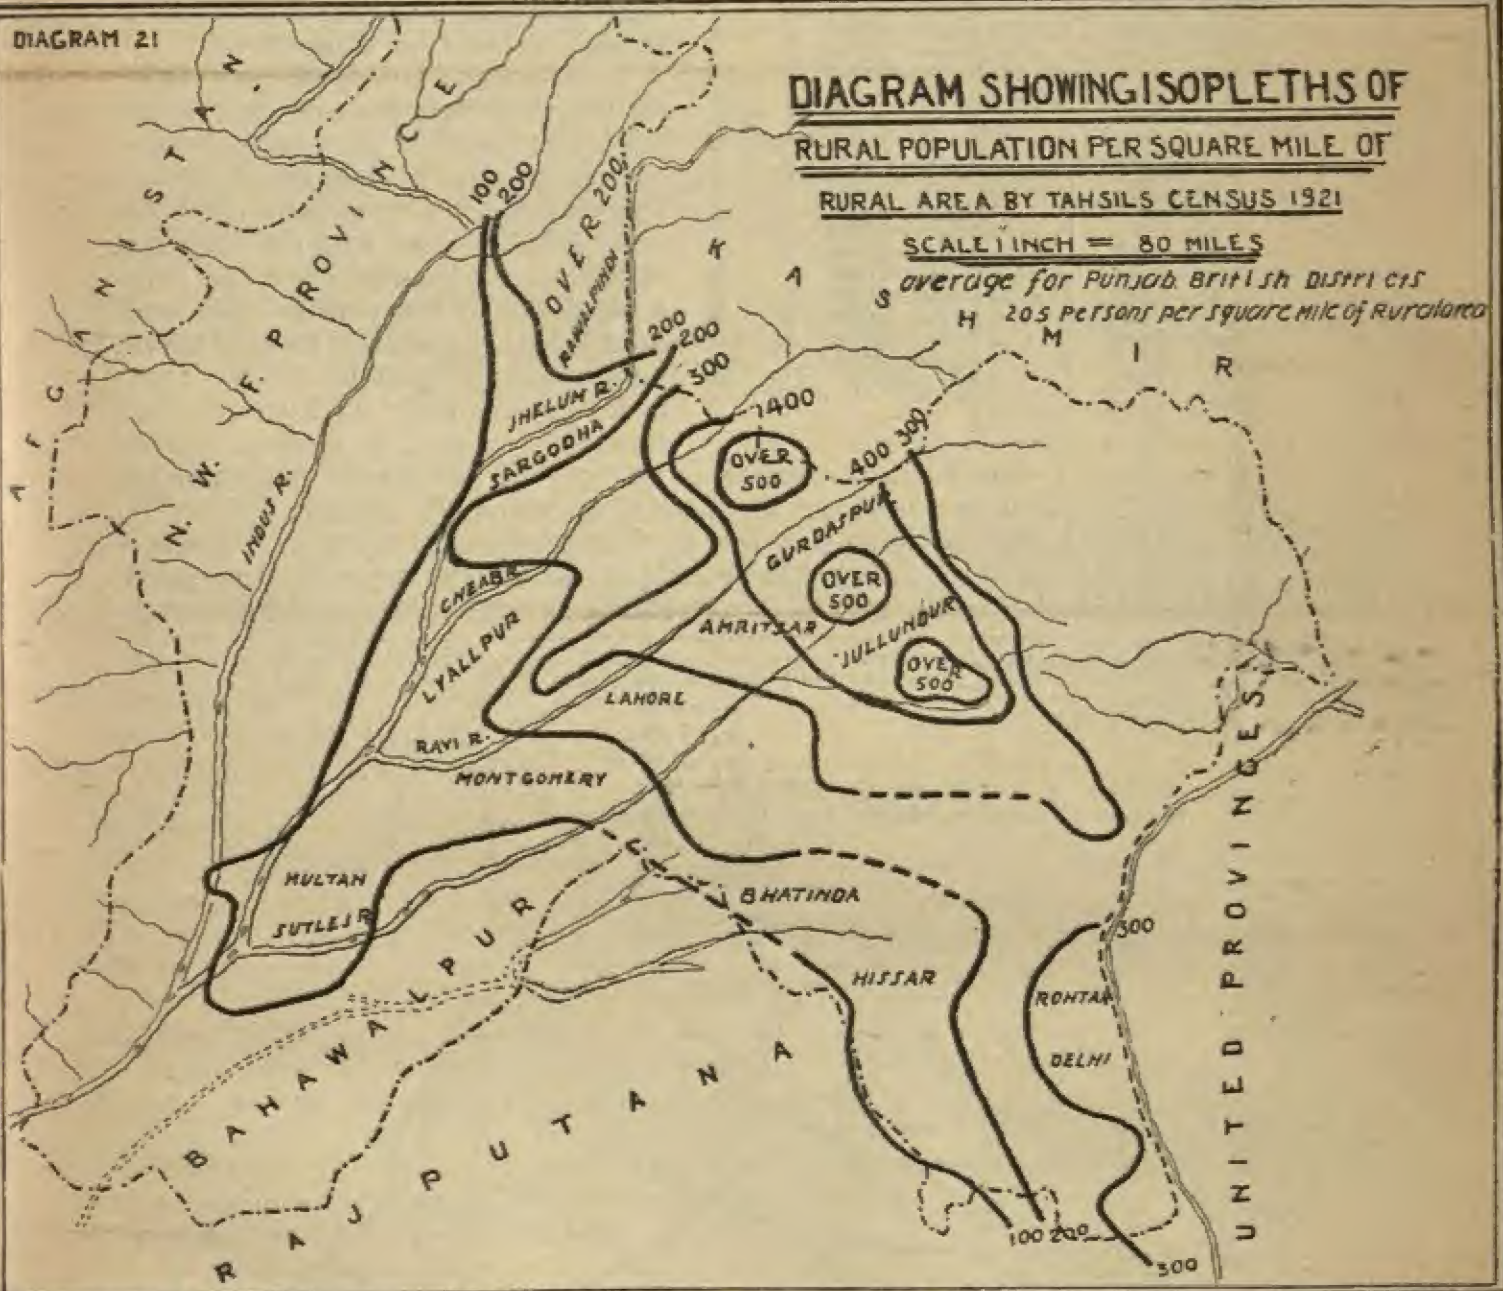 DIAGRAM 21
DIAGRAM SHOWING ISOPLETHS OF
RURAL POPULATION PER SQUARE MILE OF
RURAL AREA BY TAHSILS CENSUS 1921
SCALE 1 INCH = 80 MILES
average for Punjab British Districts
205 Persons per square mile of Rural area
AFGANISTAN.
N. W. F. PROVINCE
KASHMIR
100
200
OVER 200
RAWALPINDI
200
200
300
400
JHELUM R.
SARGODHA
OVER
500
400
300
INDUS R.
GURDASPUR
CHEAB R.
OVER
500
LYALLPUR
AMRITSAR
JULLUNDUR
OVER
500
LAHORE
RAVI R.
MONTGOMERY
MULTAN
BHATINDA
SUTLEJ R
300
HISSAR
ROHTAK
DELHI
BAHAWALPUR
RAJPUTANA
UNITED PROVINCES
100 200
300